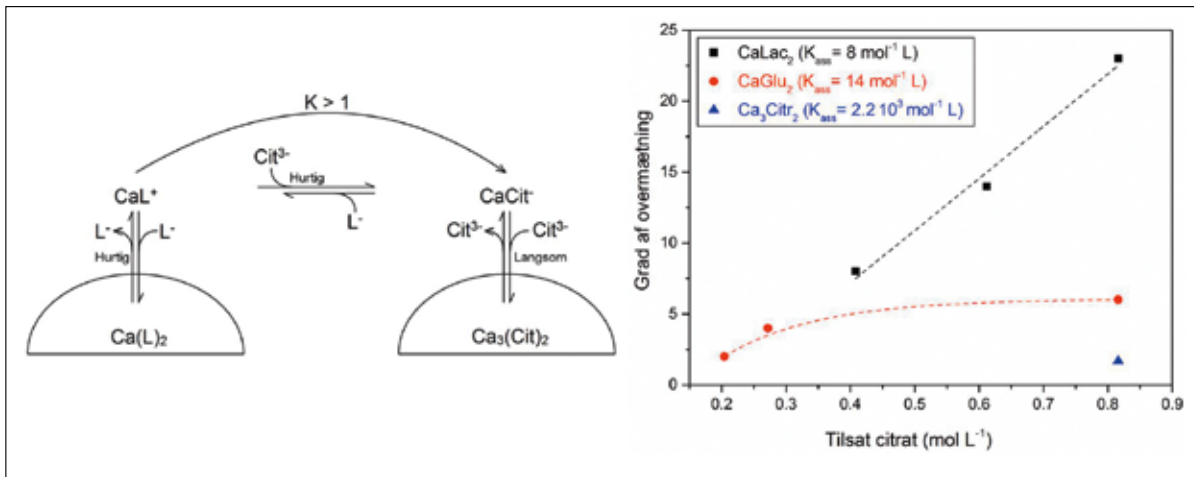 K > 1
Cit³⁻
Hurtig
L⁻
CaL⁺
CaCit⁻
L⁻ L⁻
Hurtig
Cit³⁻ Cit³⁻
Langsom
Ca(L)₂
Ca₃(Cit)₂
25
20
15
10
5
0
Grad af overmætning
CaLac₂ (Kₐₛₛ= 8 mol⁻¹ L)
CaGlu₂ (Kₐₛₛ= 14 mol⁻¹ L)
Ca₃Citr₂ (Kₐₛₛ= 2.2 10³ mol⁻¹ L)
0.2 0.3 0.4 0.5 0.6 0.7 0.8 0.9
Tilsat citrat (mol L⁻¹)